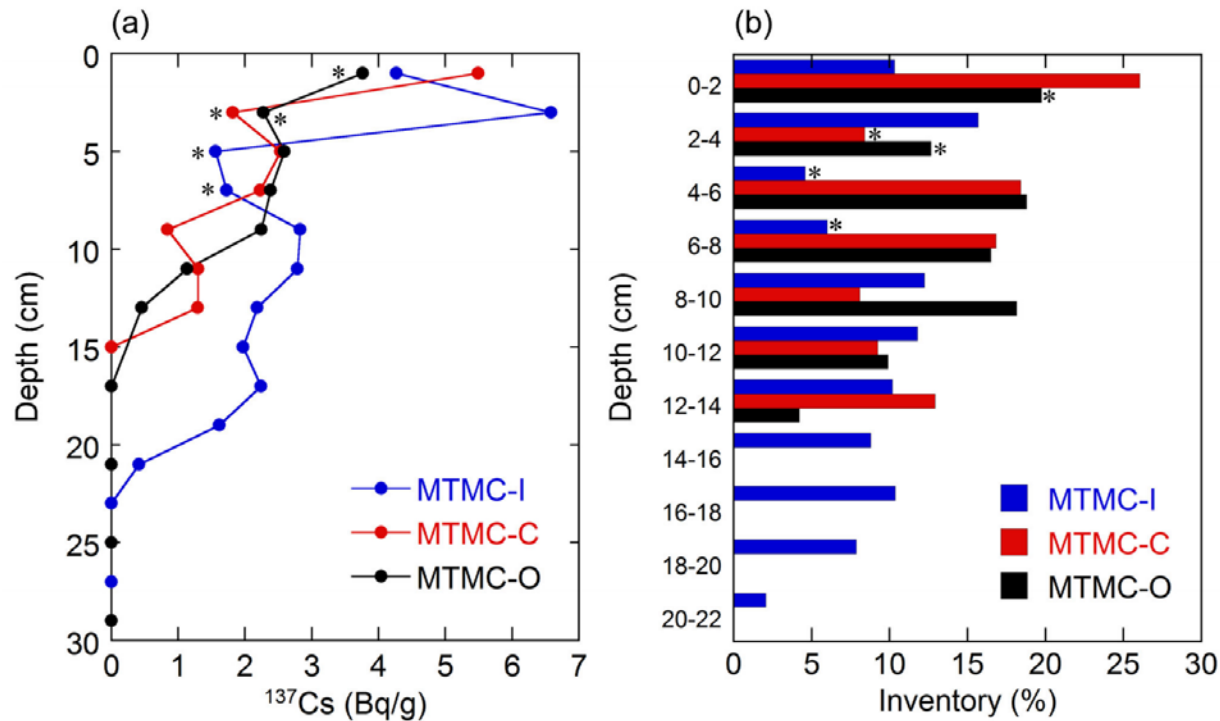 (a)
0
5
10
15
20
25
30
Depth (cm)
* * * * * *
MTMC-I
MTMC-C
MTMC-O
0 1 2 3 4 5 6 7
¹³⁷Cs (Bq/g)
(b)
0-2
2-4
4-6
6-8
8-10
10-12
12-14
14-16
16-18
18-20
20-22
Depth (cm)
*
*
*
*
*
MTMC-I
MTMC-C
MTMC-O
0 5 10 15 20 25 30
Inventory (%)